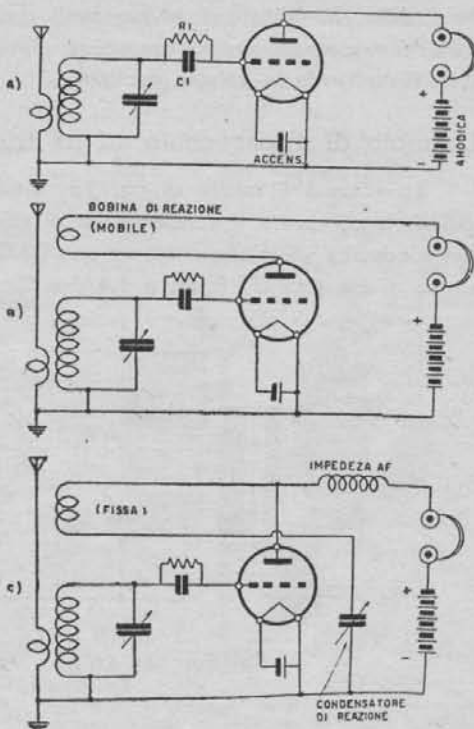 A)
R1
C1
ACCENS.
+
-
ANODICA
B)
BOBINA DI REAZIONE
(MOBILE)
+
C)
IMPEDEZA AF
(FISSA)
+
-
CONDENSATORE
DI REAZIONE